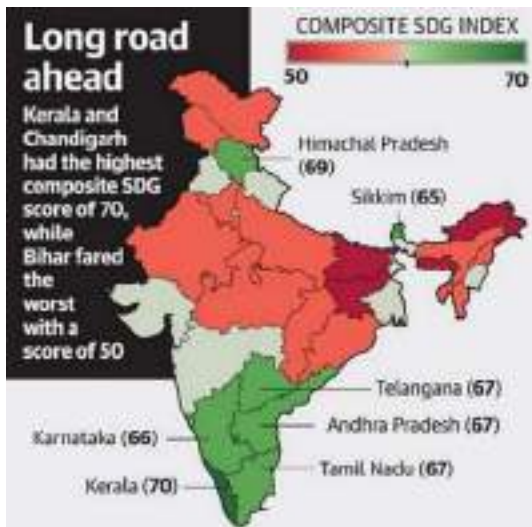 Long road
ahead
Kerala and
Chandigarh
had the highest
composite SDG
score of 70,
while
Bihar fared
the
worst
with a
score of 50
COMPOSITE SDG INDEX
50
70
Himachal Pradesh
(69)
Sikkim (65)
Telangana (67)
Andhra Pradesh (67)
Karnataka (66)
Tamil Nadu (67)
Kerala (70)